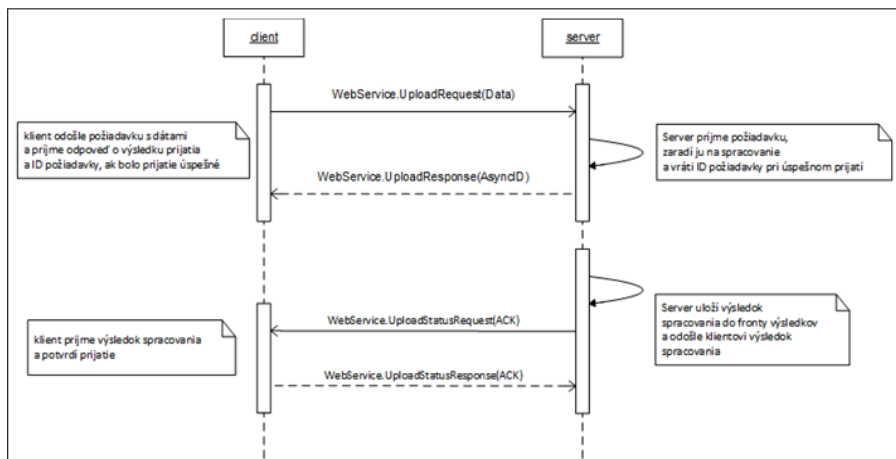 client
server
WebService.UploadRequest(Data)
klient odošle požiadavku s dátami
a prijme odpoveď o výsledku prijatia
a ID požiadavky, ak bolo prijatie úspešné
Server prijme požiadavku,
zaradí ju na spracovanie
a vráti ID požiadavky pri úspešnom prijatí
WebService.UploadResponse(AsyncID)
Server uloží výsledok
spracovania do fronty výsledkov
a odošle klientovi výsledok
spracovania
WebService.UploadStatusRequest(ACK)
klient prijme výsledok spracovania
a potvrdí prijatie
WebService.UploadStatusResponse(ACK)